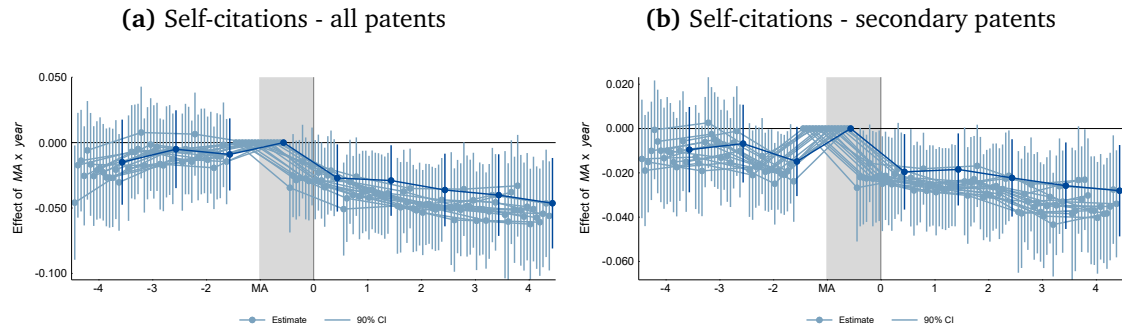 (a) Self-citations - all patents
0.050
0.000
-0.050
-0.100
Effect of MA x year
-4 -3 -2 MA 0 1 2 3 4
Estimate 90% CI
(b) Self-citations - secondary patents
0.020
0.000
-0.020
-0.040
-0.060
Effect of MA x year
-4 -3 -2 MA 0 1 2 3 4
Estimate 90% CI